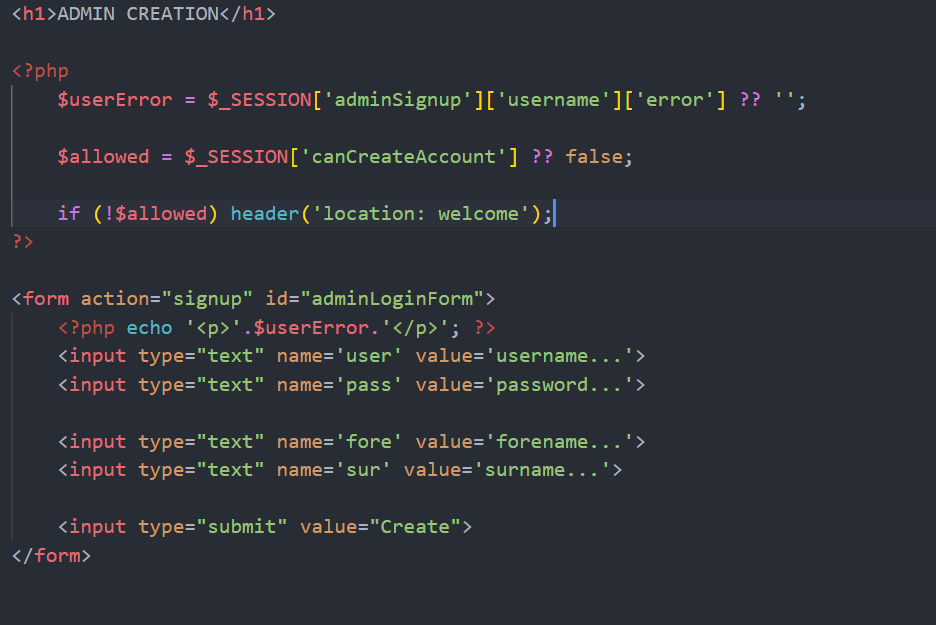 <h1>ADMIN CREATION</h1>
<?php
$userError = $_SESSION['adminSignup']['username']['error'] ?? '';
$allowed = $_SESSION['canCreateAccount'] ?? false;
if (!$allowed) header('location: welcome');
?>
<form action="signup" id="adminLoginForm">
<?php echo '<p>'.$userError.'</p>'; ?>
<input type="text" name='user' value='username...'>
<input type="text" name='pass' value='password...'>
<input type="text" name='fore' value='forename...'>
<input type="text" name='sur' value='surname...'>
<input type="submit" value="Create">
</form>